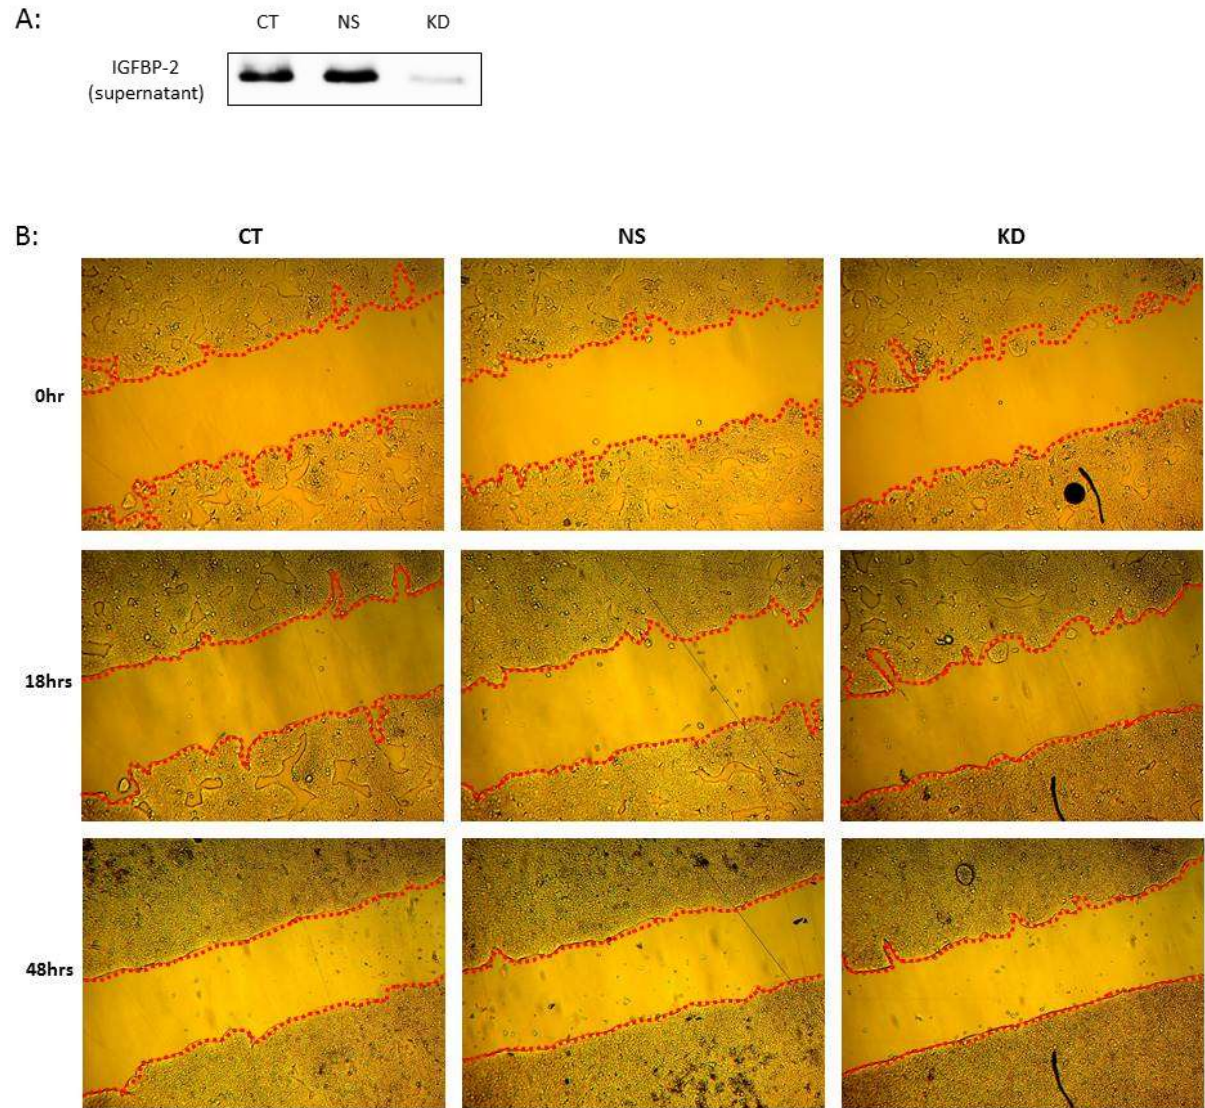 A:
CT NS KD
IGFBP-2
(supernatant)
B:
CT NS KD
0hr
18hrs
48hrs